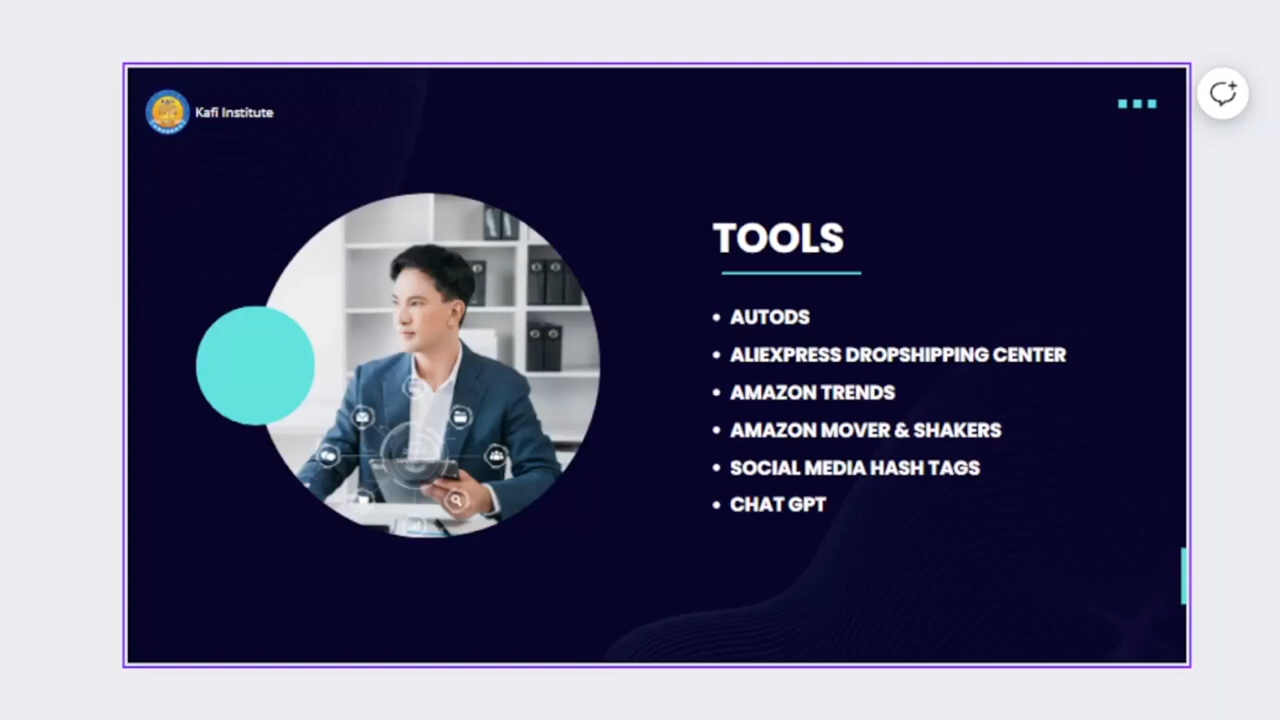 Kafi Institute
TOOLS
• AUTODS
• ALIEXPRESS DROPSHIPPING CENTER
• AMAZON TRENDS
• AMAZON MOVER & SHAKERS
• SOCIAL MEDIA HASH TAGS
• CHAT GPT